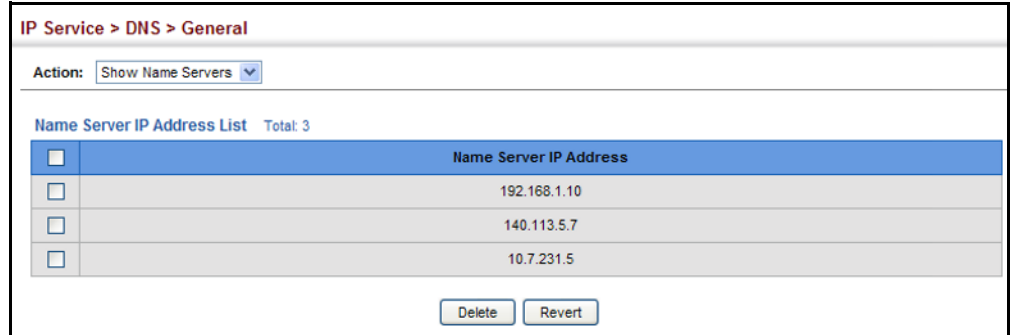 IP Service > DNS > General
Action: Show Name Servers
Name Server IP Address List Total: 3
Name Server IP Address
192.168.1.10
140.113.5.7
10.7.231.5
Delete Revert